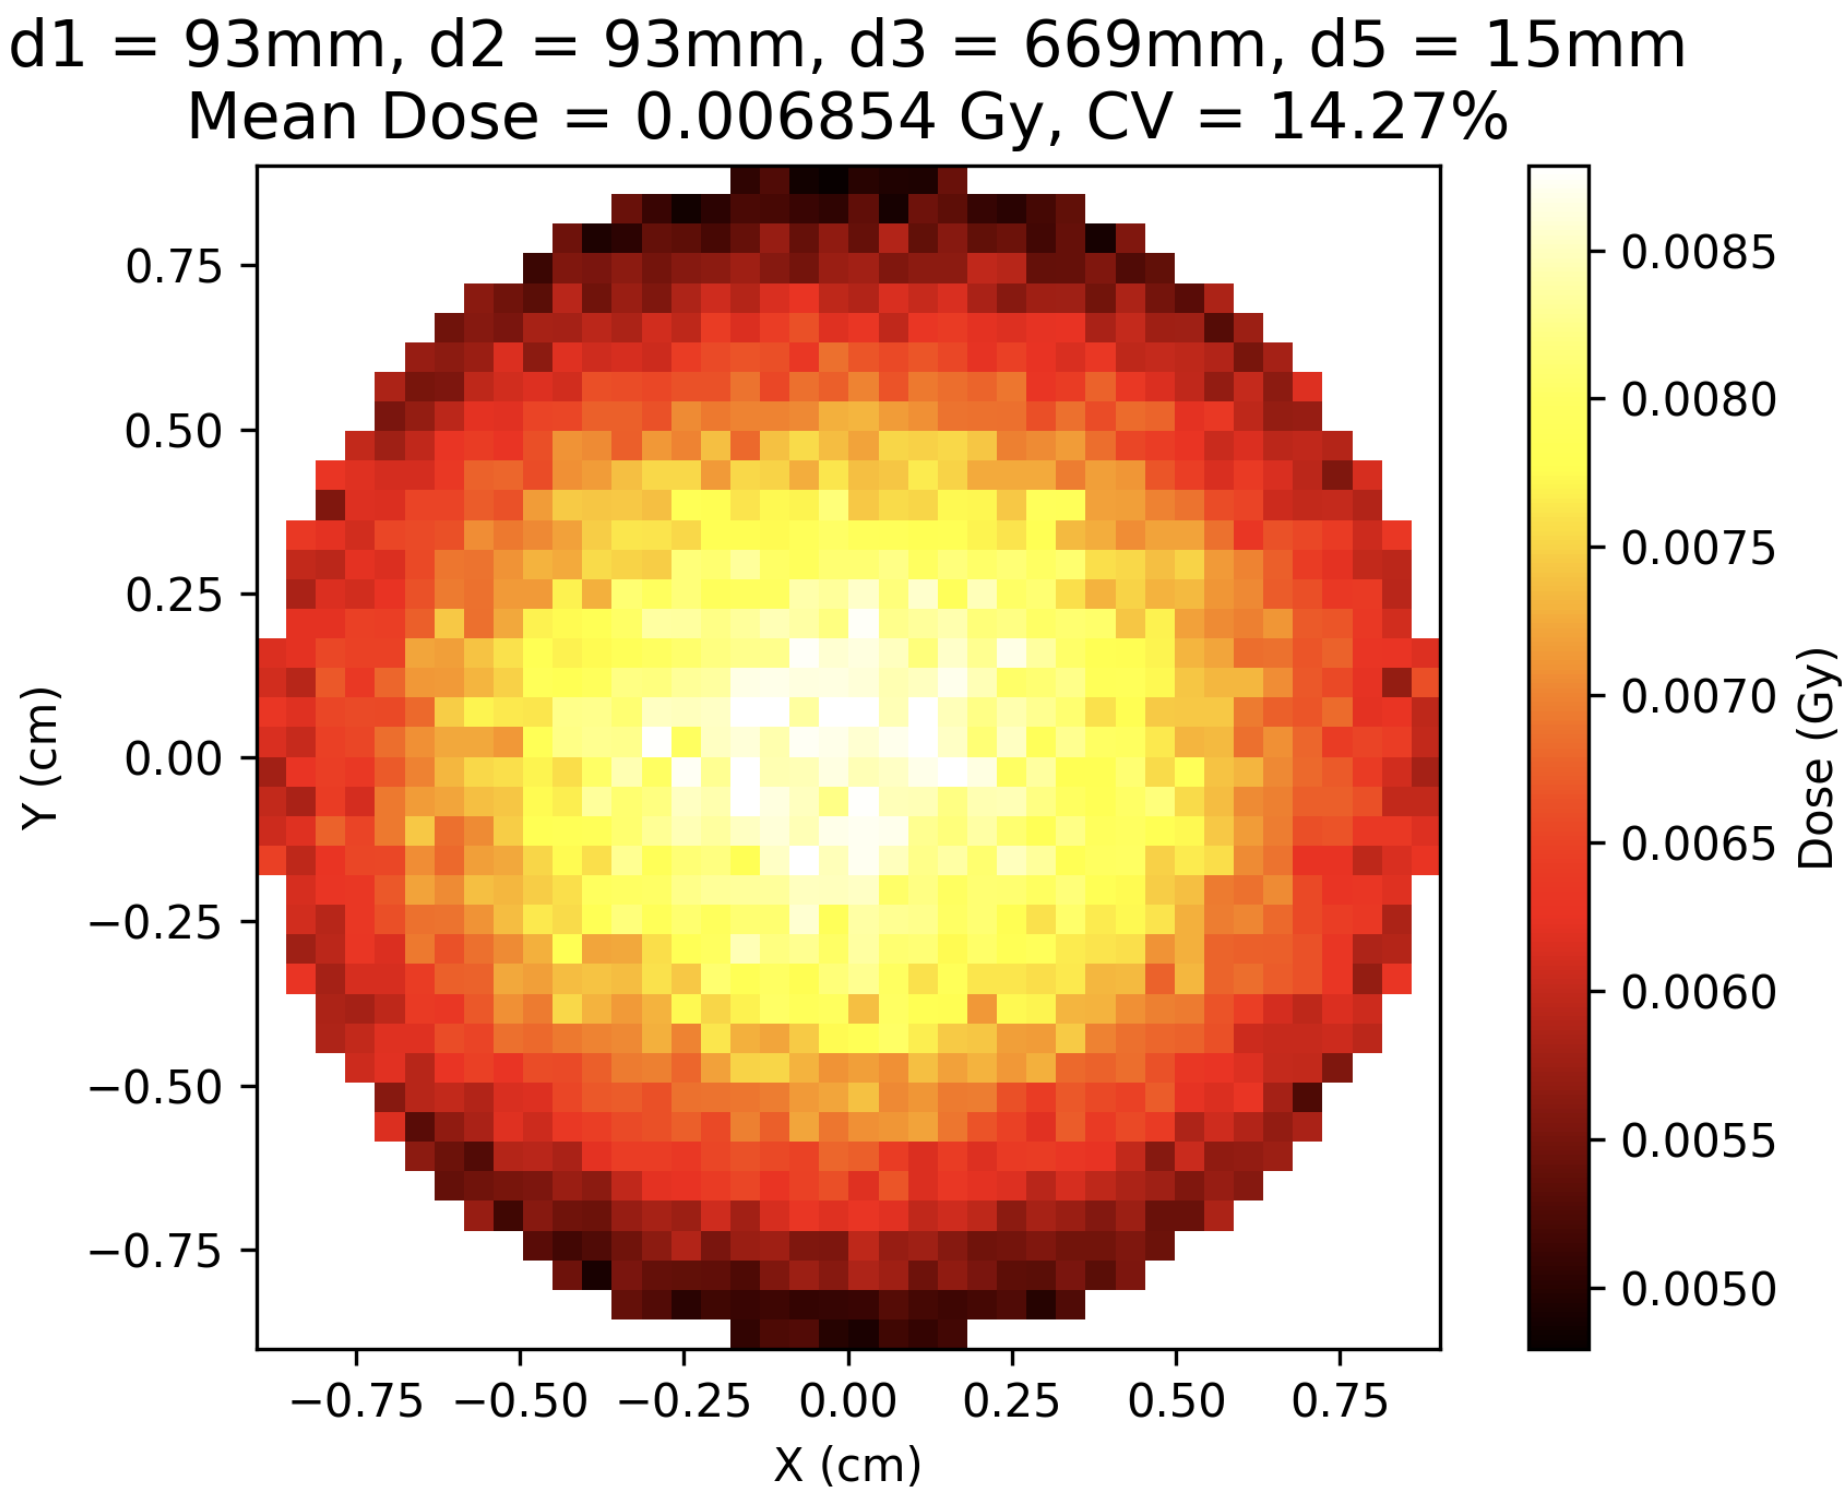 d1 = 93mm, d2 = 93mm, d3 = 669mm, d5 = 15mm
Mean Dose = 0.006854 Gy, CV = 14.27%
0.75
0.50
0.25
0.00
−0.25
−0.50
−0.75
Y (cm)
−0.75 −0.50 −0.25 0.00 0.25 0.50 0.75
X (cm)
0.0085
0.0080
0.0075
0.0070
0.0065
0.0060
0.0055
0.0050
Dose (Gy)